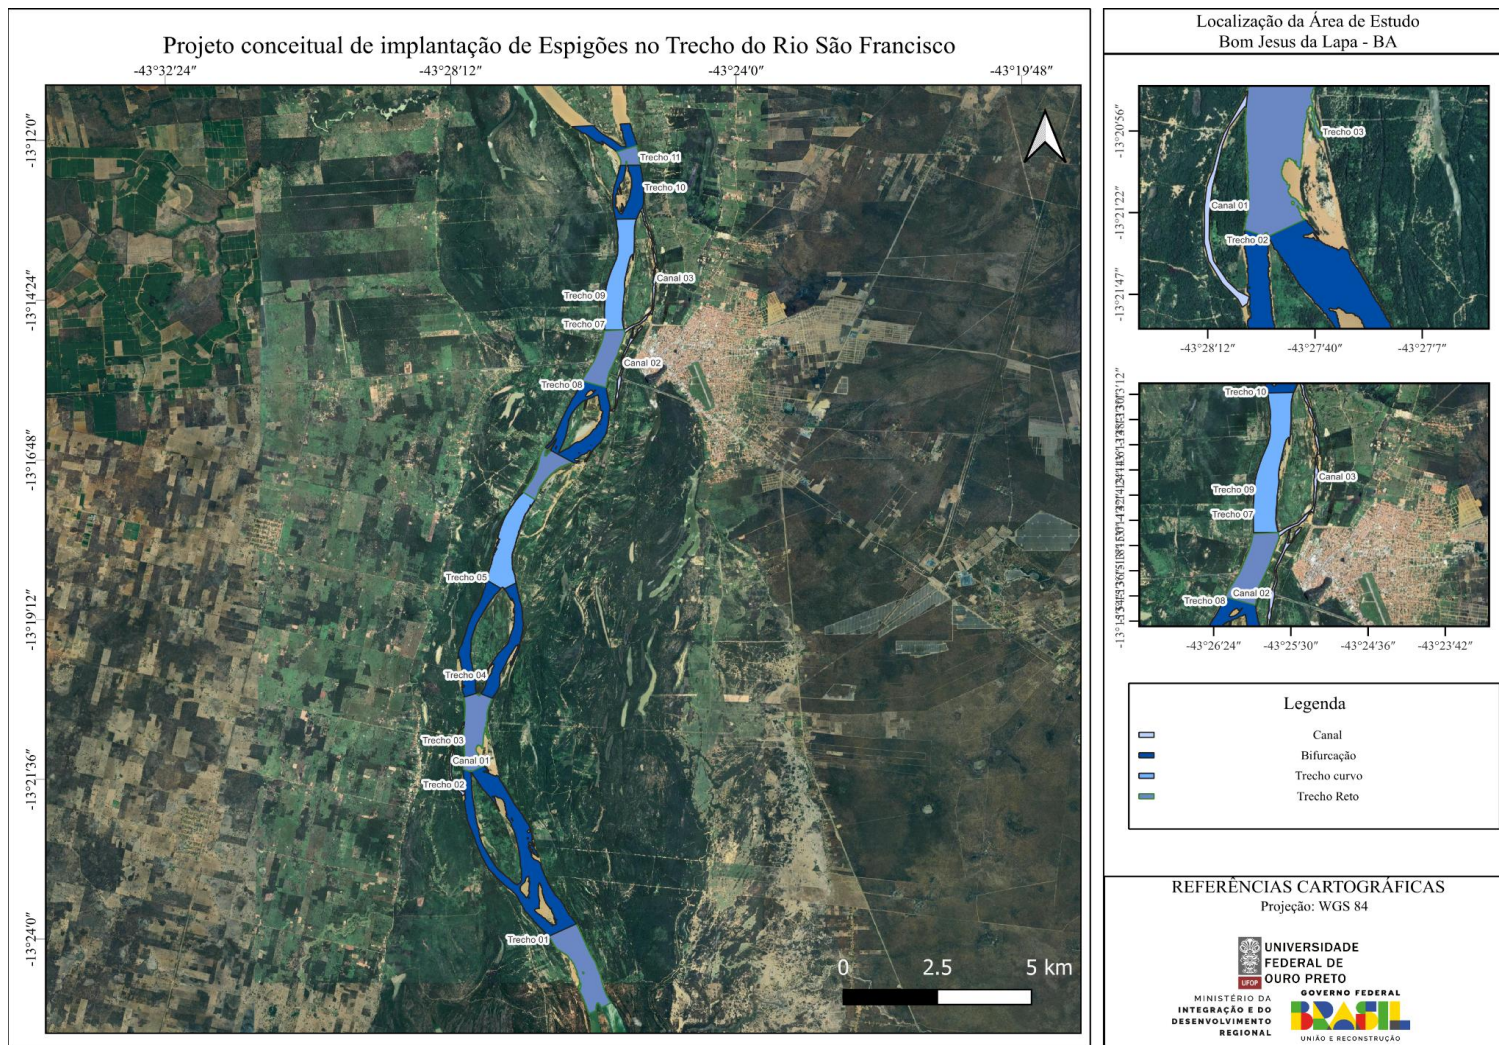 Projeto conceitual de implantação de Espigões no Trecho do Rio São Francisco
-43°32'24"
-43°28'12"
-43°24'0"
-43°19'48"
-13°12'0"
-13°14'24"
-13°16'48"
-13°19'12"
-13°21'36"
-13°24'0"
Trecho 11
Trecho 10
Canal 03
Trecho 09
Trecho 07
Canal 02
Trecho 08
Trecho 05
Trecho 04
Trecho 03
Canal 01
Trecho 02
Trecho 01
0 2.5 5 km
Localização da Área de Estudo
Bom Jesus da Lapa - BA
-13°20'56"
-13°21'22"
-13°21'47"
Trecho 03
Canal 01
Trecho 02
-43°28'12"
-43°27'40"
-43°27'7"
Trecho 10
Canal 03
Trecho 09
Trecho 07
Canal 02
Trecho 08
-43°26'24"
-43°25'30"
-43°24'36"
-43°23'42"
Legenda
Canal
Bifurcação
Trecho curvo
Trecho Reto
REFERÊNCIAS CARTOGRÁFICAS
Projeção: WGS 84
UFOP
UNIVERSIDADE
FEDERAL DE
OURO PRETO
MINISTÉRIO DA
INTEGRAÇÃO E DO
DESENVOLVIMENTO
REGIONAL
GOVERNO FEDERAL
BRASIL
UNIÃO E RECONSTRUÇÃO